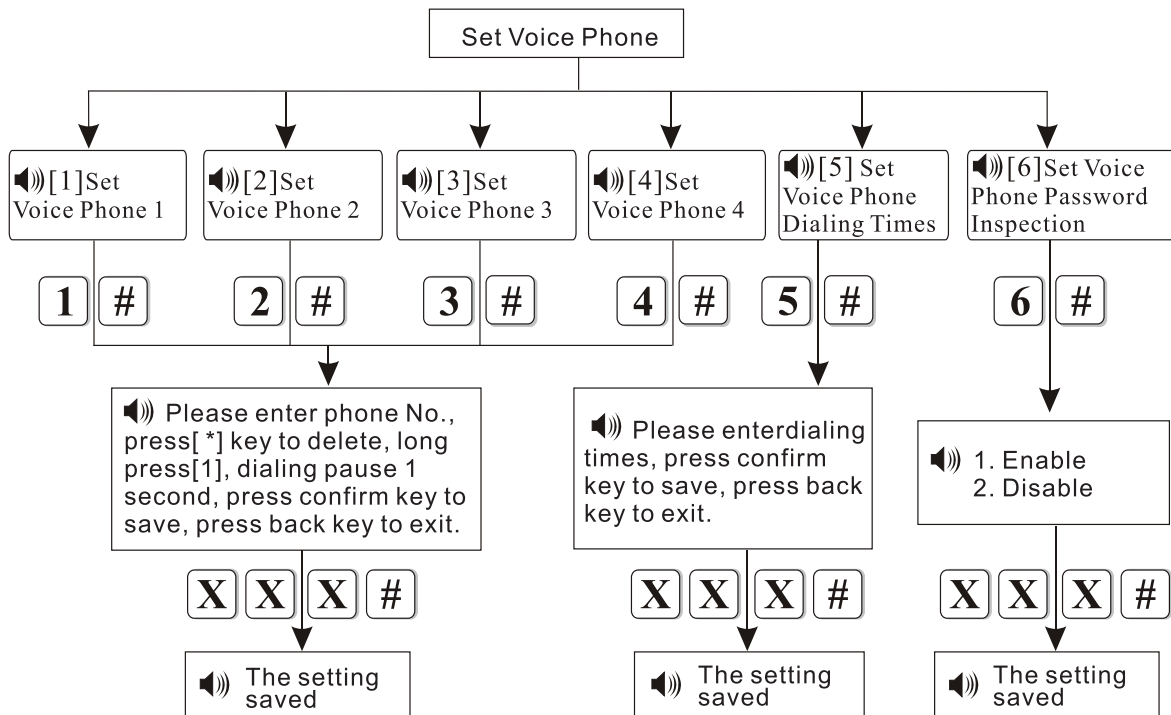 Set Voice Phone
[1]Set
Voice Phone 1
[2]Set
Voice Phone 2
[3]Set
Voice Phone 3
[4]Set
Voice Phone 4
[5] Set
Voice Phone
Dialing Times
[6]Set Voice
Phone Password
Inspection
1 #
2 #
3 #
4 #
5 #
6 #
Please enter phone No.,
press[ *] key to delete, long
press[1], dialing pause 1
second, press confirm key to
save, press back key to exit.
Please enterdialing
times, press confirm
key to save, press back
key to exit.
1. Enable
2. Disable
X X X #
X X X #
X X X #
The setting
saved
The setting
saved
The setting
saved